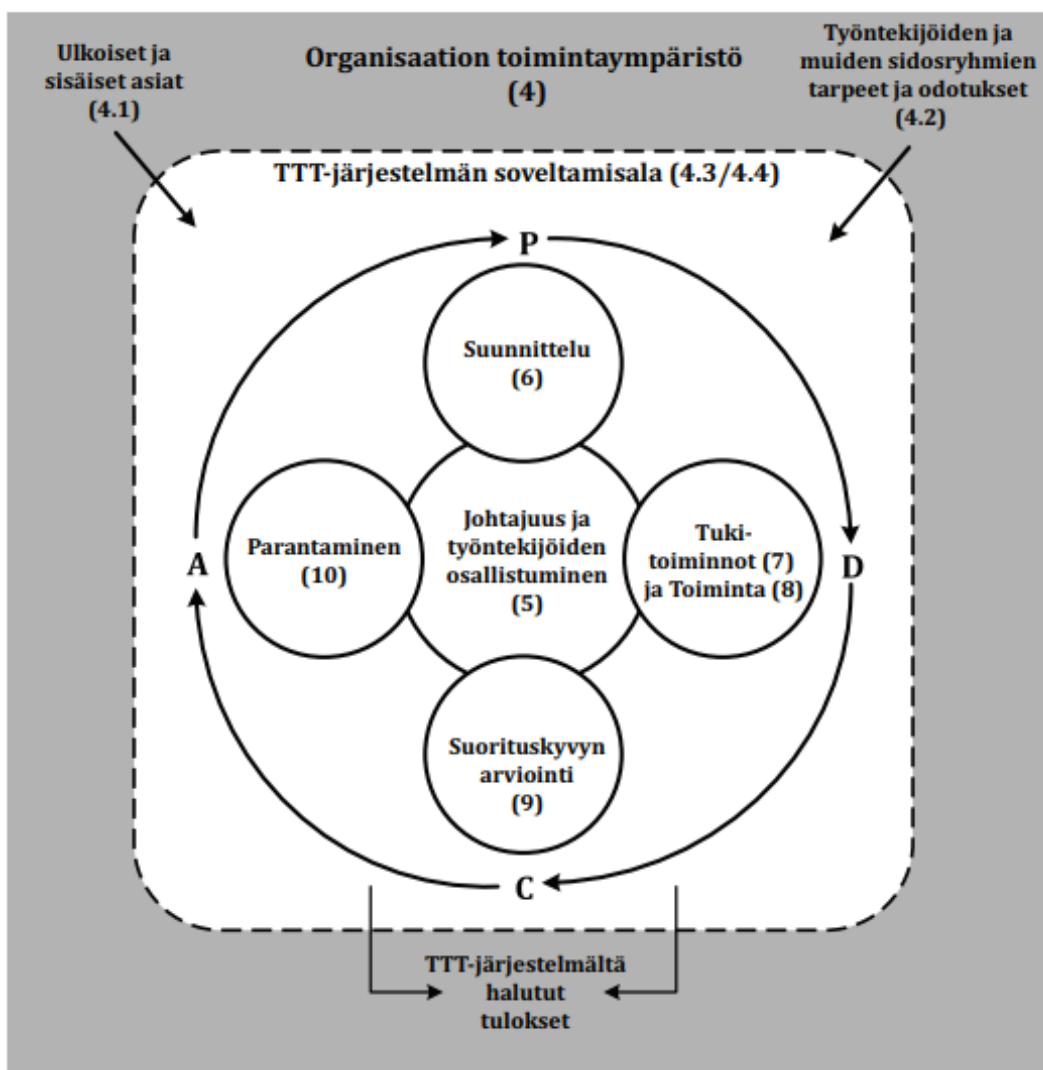 Ulkoiset ja
sisäiset asiat
(4.1)
Organisaation toimintaympäristö
(4)
Työntekijöiden ja
muiden sidosryhmien
tarpeet ja odotukset
(4.2)
TTT-järjestelmän soveltamisala (4.3/4.4)
P
Suunnittelu
(6)
A
Parantaminen
(10)
Johtajuus ja
työntekijöiden
osallistuminen
(5)
Tuki-
toiminnot (7)
ja Toiminta (8)
D
Suorituskyvyn
arviointi
(9)
C
TTT-järjestelmältä
halutut
tulokset